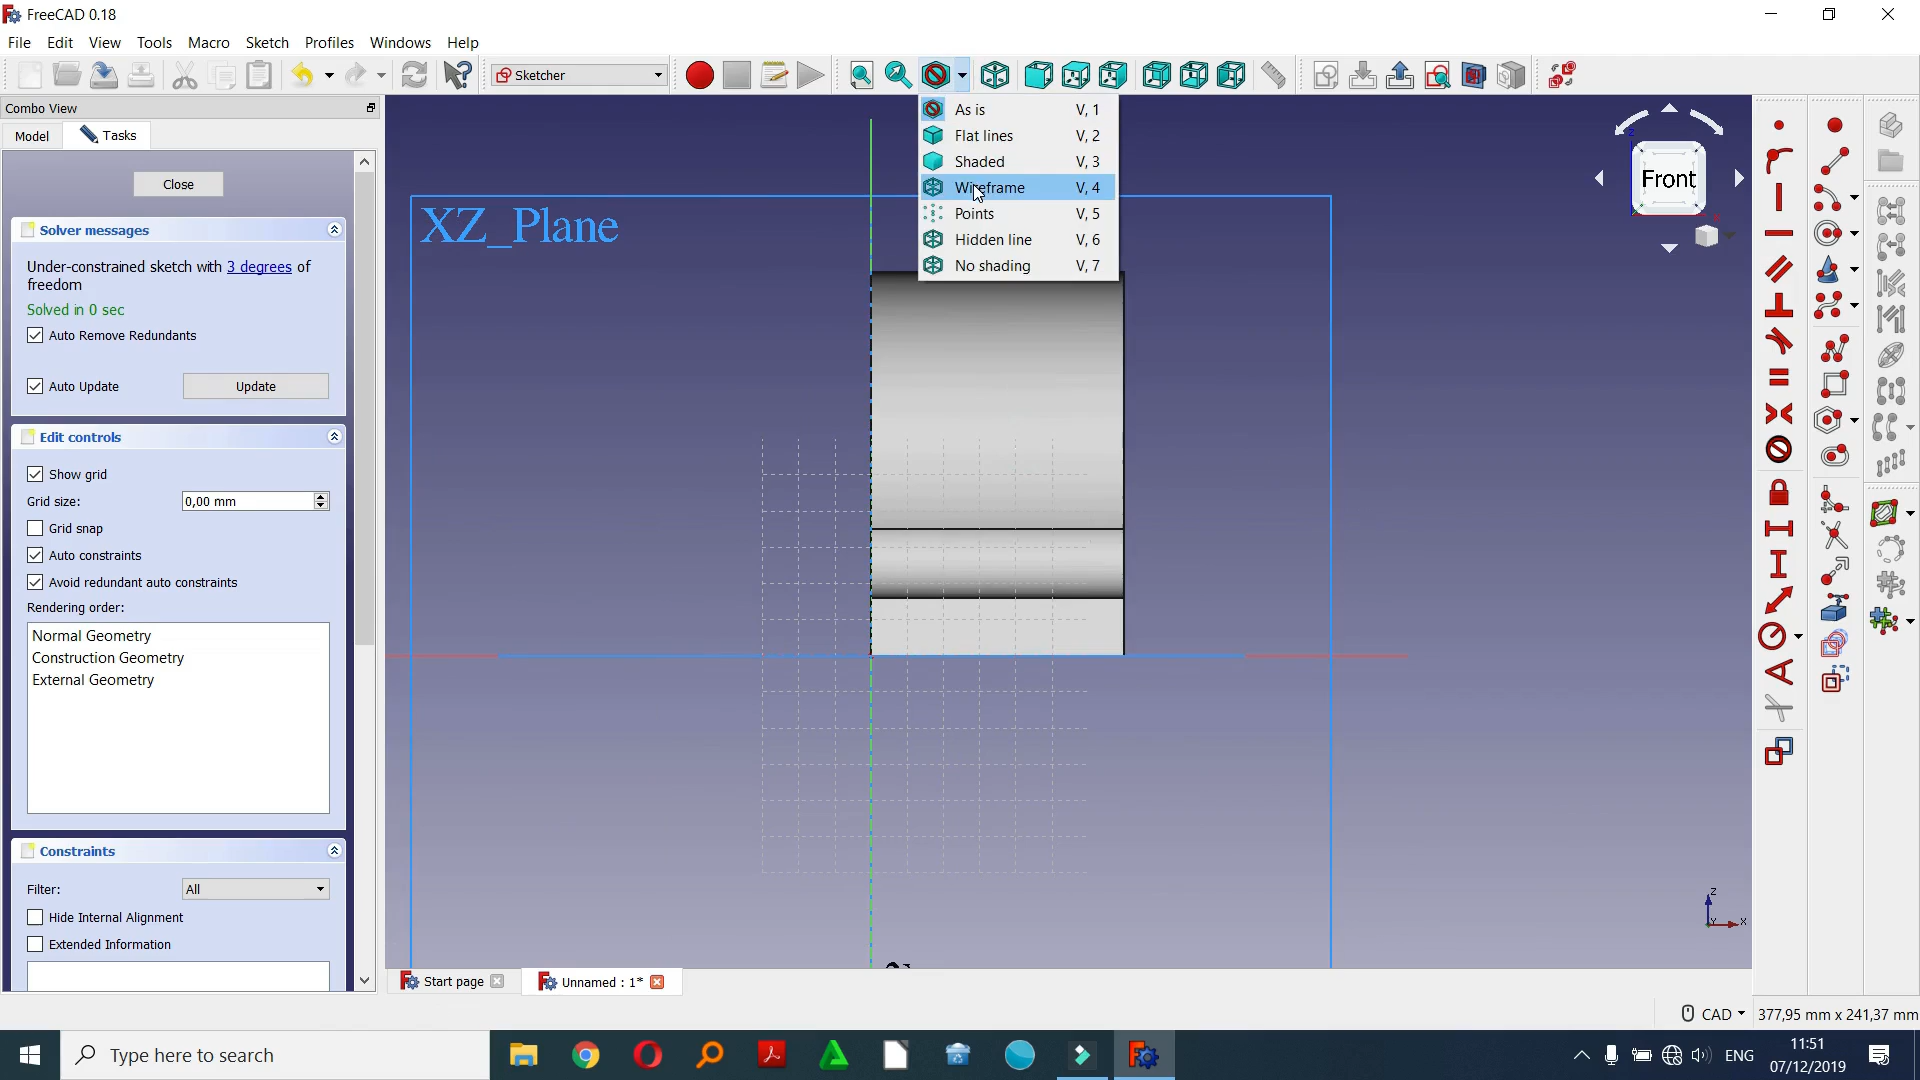 FreeCAD 0.18
File Edit View Tools Macro Sketch Profiles Windows Help
Sketcher
Combo View
Model Tasks
Close
Solver messages
Under-constrained sketch with 3 degrees of
freedom
Solved in 0 sec
Auto Remove Redundants
Auto Update Update
Edit controls
Show grid
Grid size: 0,00 mm
Grid snap
Auto constraints
Avoid redundant auto constraints
Rendering order:
Normal Geometry
Construction Geometry
External Geometry
Constraints
Filter: All
Hide Internal Alignment
Extended Information
As is V, 1
Flat lines V, 2
Shaded V, 3
Wireframe V, 4
Points V, 5
Hidden line V, 6
No shading V, 7
XZ_Plane
Front
Z
X
Start page
Unnamed : 1*
CAD 377,95 mm x 241,37 mm
Type here to search
ENG
11:51
07/12/2019